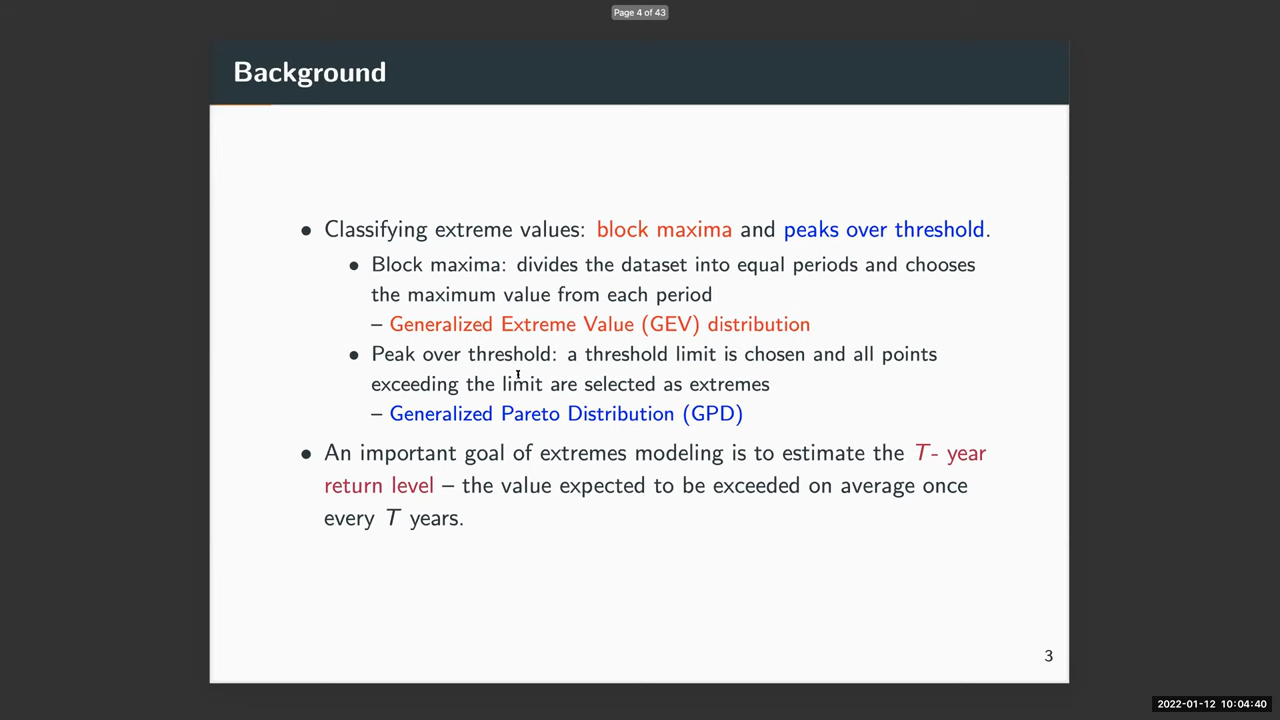 Page 4 of 43
Background
• Classifying extreme values: block maxima and peaks over threshold.
• Block maxima: divides the dataset into equal periods and chooses
the maximum value from each period
– Generalized Extreme Value (GEV) distribution
• Peak over threshold: a threshold limit is chosen and all points
exceeding the limit are selected as extremes
– Generalized Pareto Distribution (GPD)
• An important goal of extremes modeling is to estimate the T- year
return level – the value expected to be exceeded on average once
every T years.
3
2022-01-12 10:04:40